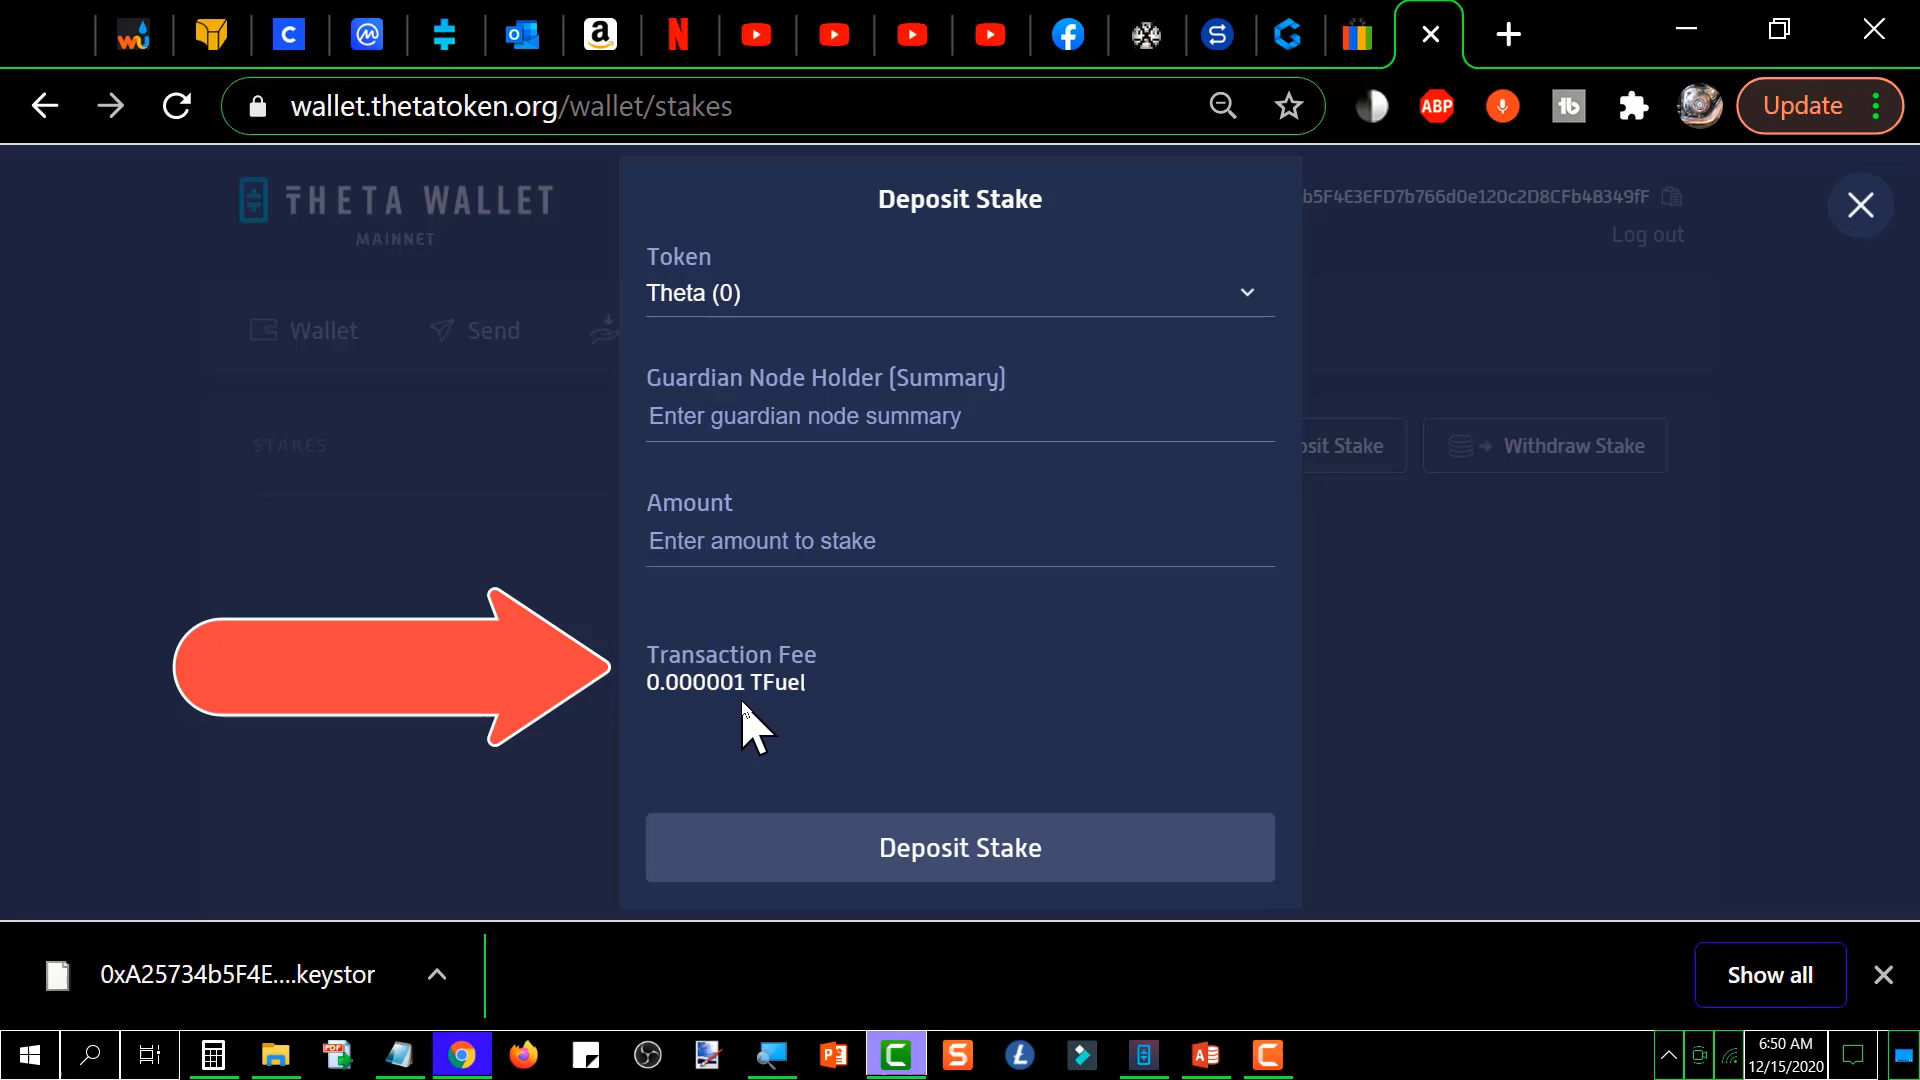 wallet.thetatoken.org/wallet/stakes
ABP
Update
THETA WALLET
MAINNET
Deposit Stake
b5F4E3EFD7b766d0e120c2D8CFb4B349fF
Log out
Token
Theta (0)
Wallet
Send
Guardian Node Holder (Summary)
Enter guardian node summary
STAKES
osit Stake
Withdraw Stake
Amount
Enter amount to stake
Transaction Fee
0.000001 TFuel
Deposit Stake
0xA25734b5F4E....keystor
Show all
6:50 AM
12/15/2020